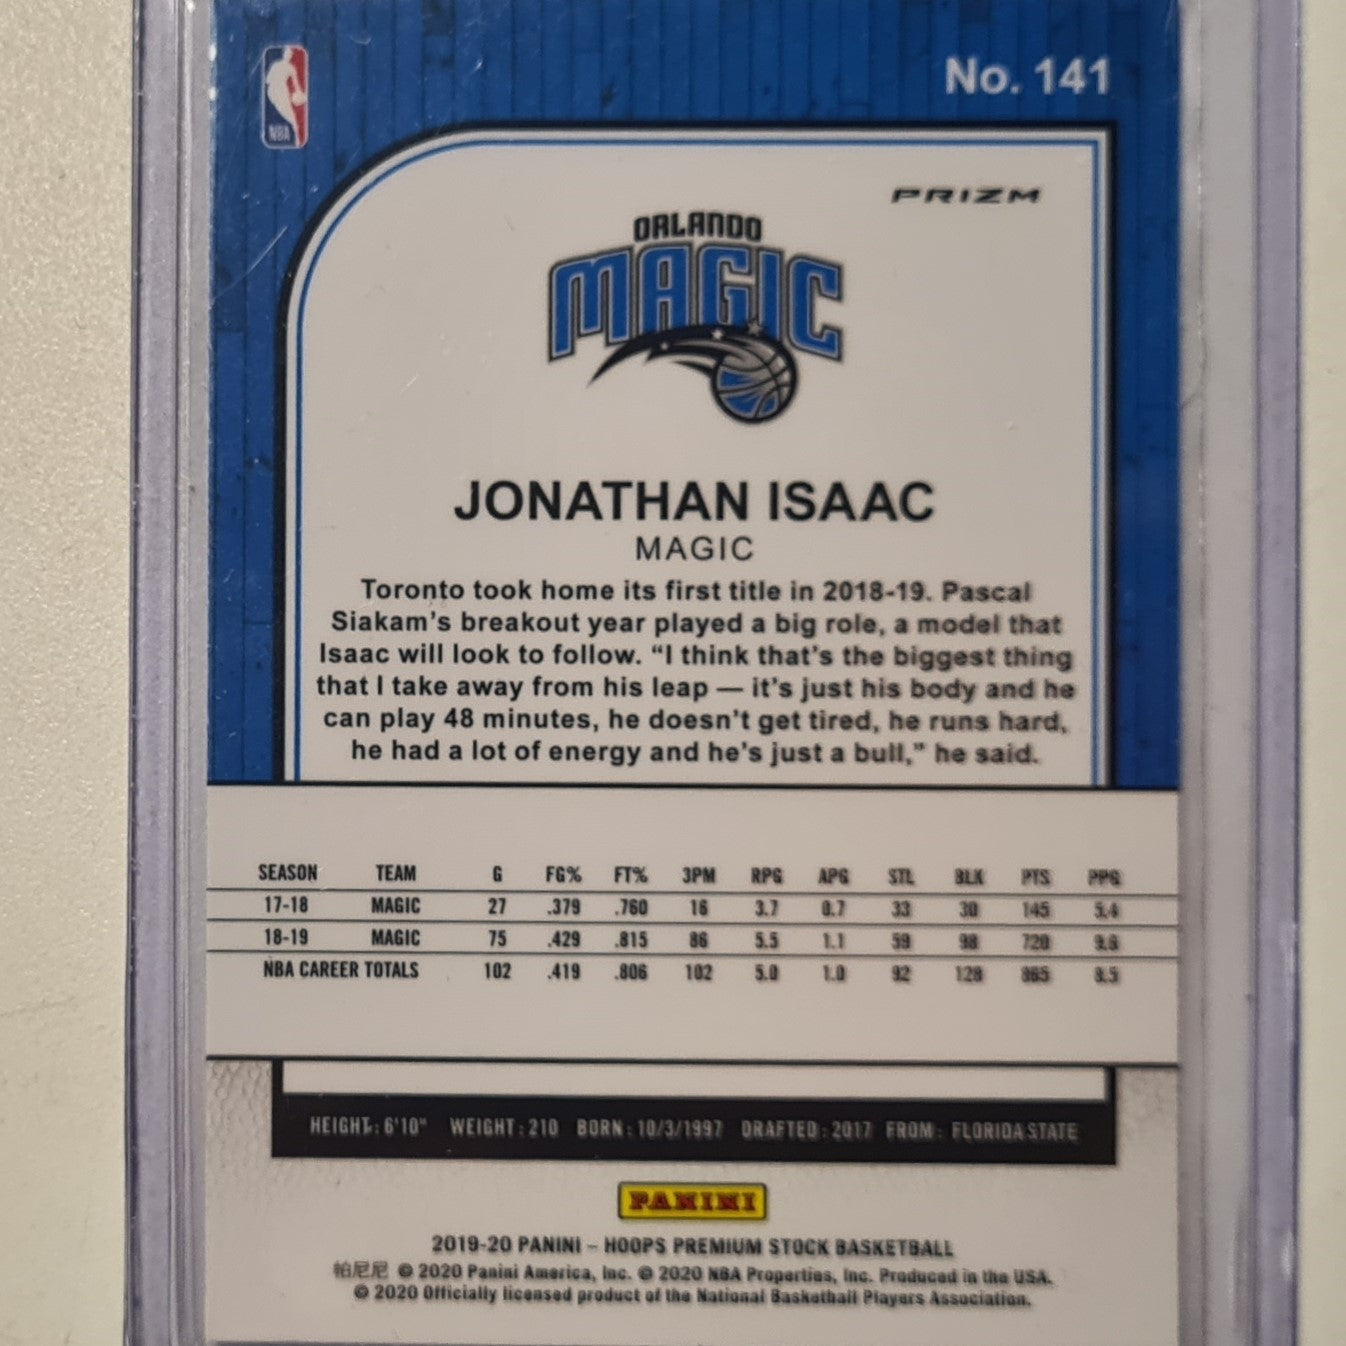 No. 141
NBA
PRIZM
ORLANDO
MAGIC
JONATHAN ISAAC
MAGIC
Toronto took home its first title in 2018-19. Pascal
Siakam's breakout year played a big role, a model that
Isaac will look to follow. “I think that's the biggest thing
that I take away from his leap — it's just his body and he
can play 48 minutes, he doesn't get tired, he runs hard,
he had a lot of energy and he's just a bull,” he said.
SEASON TEAM G FG% FT% 3PM RPG APG STL BLK PTS PPG
17-18 MAGIC 27 .379 .760 16 3.7 0.7 33 30 145 5.4
18-19 MAGIC 75 .429 .815 86 5.5 1.1 59 98 720 9.6
NBA CAREER TOTALS 102 .419 .806 102 5.0 1.0 92 128 865 8.5
HEIGHT: 6'10" WEIGHT: 210 BORN: 10/3/1997 DRAFTED: 2017 FROM: FLORIDA STATE
PANINI
2019-20 PANINI – HOOPS PREMIUM STOCK BASKETBALL
帕尼尼 © 2020 Panini America, Inc. © 2020 NBA Properties, Inc. Produced in the USA.
© 2020 Officially licensed product of the National Basketball Players Association.